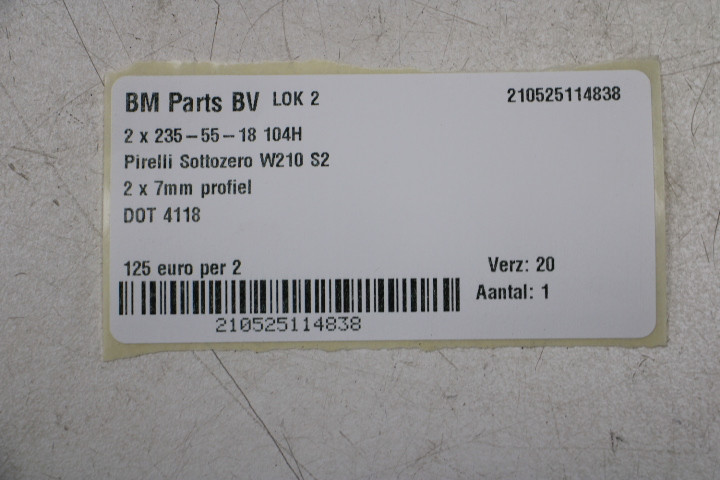 BM Parts BV LOK 2 210525114838
2 x 235-55-18 104H
Pirelli Sottozero W210 S2
2 x 7mm profiel
DOT 4118
125 euro per 2 Verz: 20
Aantal: 1
210525114838